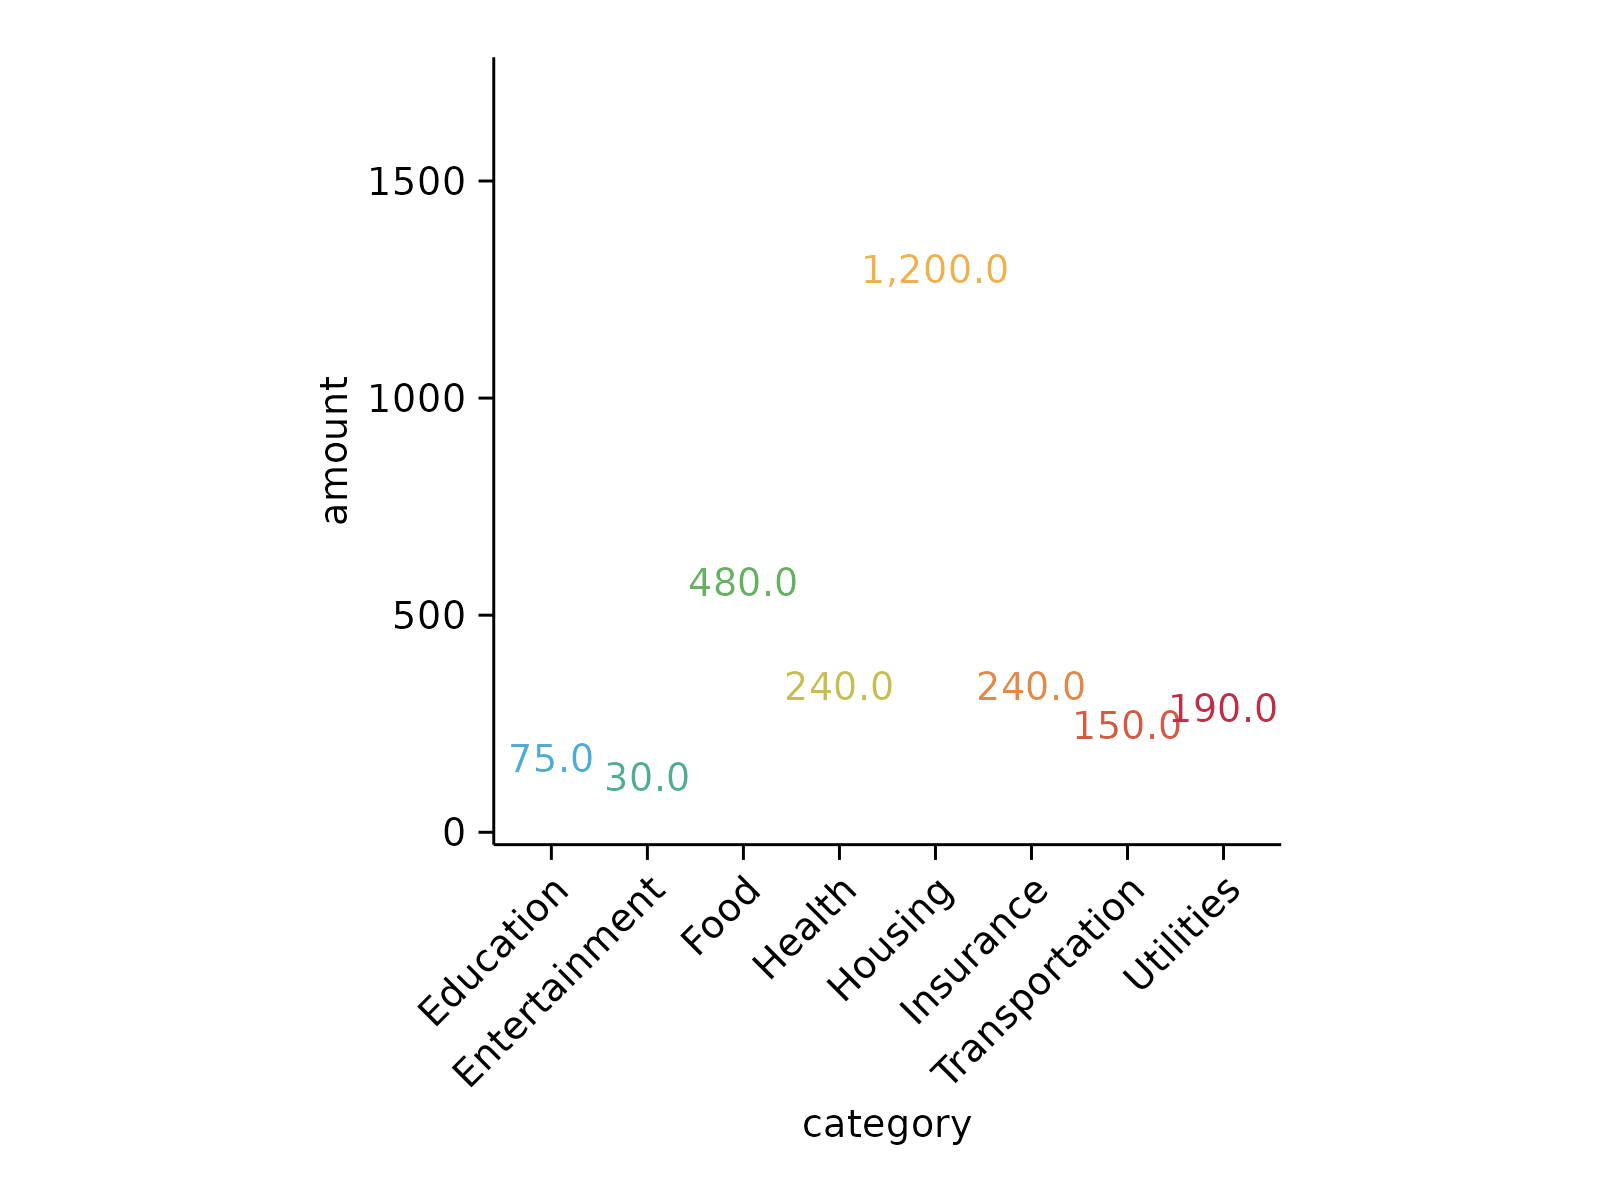 1500
1,200.0
1000
amount
480.0
500
240.0
240.0
190.0
150.0
75.0
30.0
0
Education
Entertainment
Food
Health
Housing
Insurance
Transportation
Utilities
category